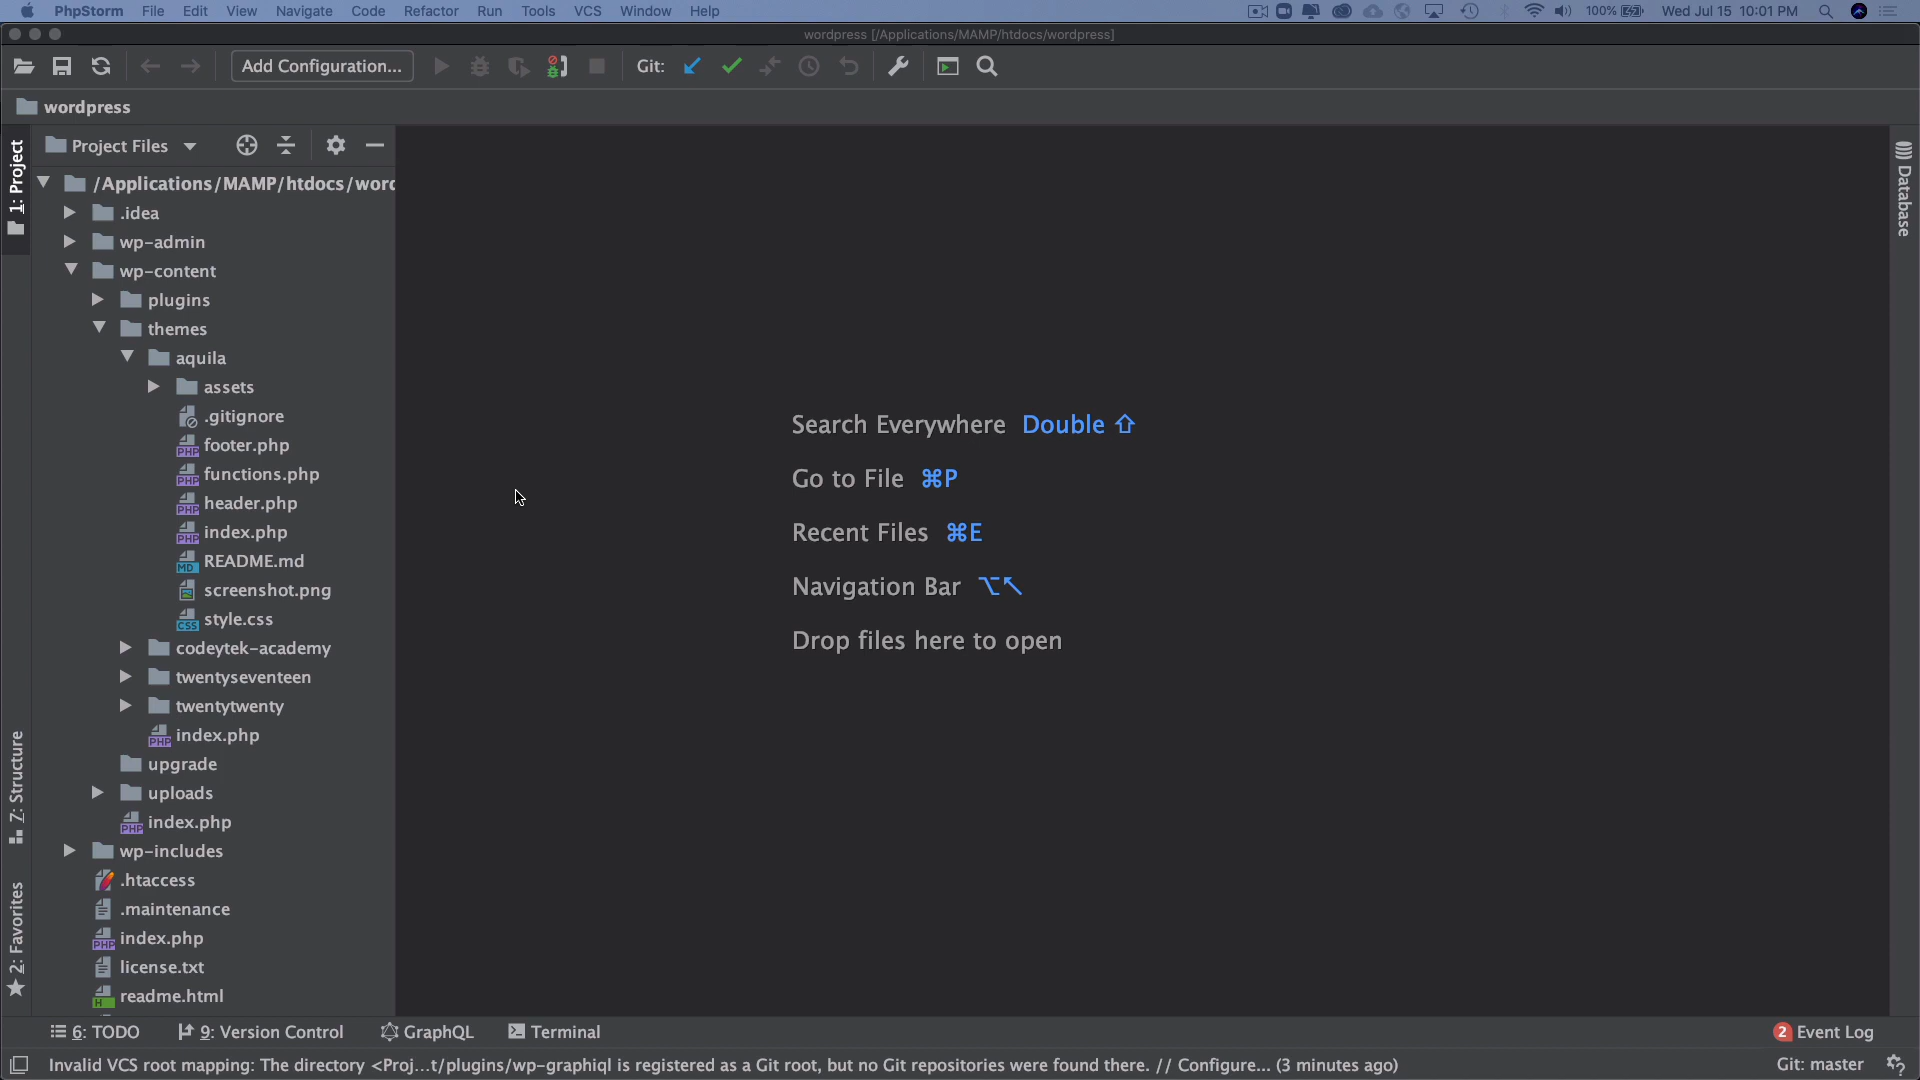 PhpStorm File Edit View Navigate Code Refactor Run Tools VCS Window Help 100% Wed Jul 15 10:01 PM
wordpress [/Applications/MAMP/htdocs/wordpress]
Add Configuration... Git:
wordpress
Project Files
1: Project
/Applications/MAMP/htdocs/word
.idea
wp-admin
wp-content
plugins
themes
aquila
assets
.gitignore
footer.php
functions.php
header.php
index.php
README.md
screenshot.png
style.css
codeytek-academy
twentyseventeen
twentytwenty
index.php
upgrade
uploads
index.php
wp-includes
.htaccess
.maintenance
index.php
license.txt
readme.html
Z: Structure
2: Favorites
Search Everywhere Double ⇧
Go to File ⌘P
Recent Files ⌘E
Navigation Bar ⌥↖
Drop files here to open
Database
6: TODO 9: Version Control GraphQL Terminal 2 Event Log
Invalid VCS root mapping: The directory <Proj...t/plugins/wp-graphiql is registered as a Git root, but no Git repositories were found there. // Configure... (3 minutes ago) Git: master